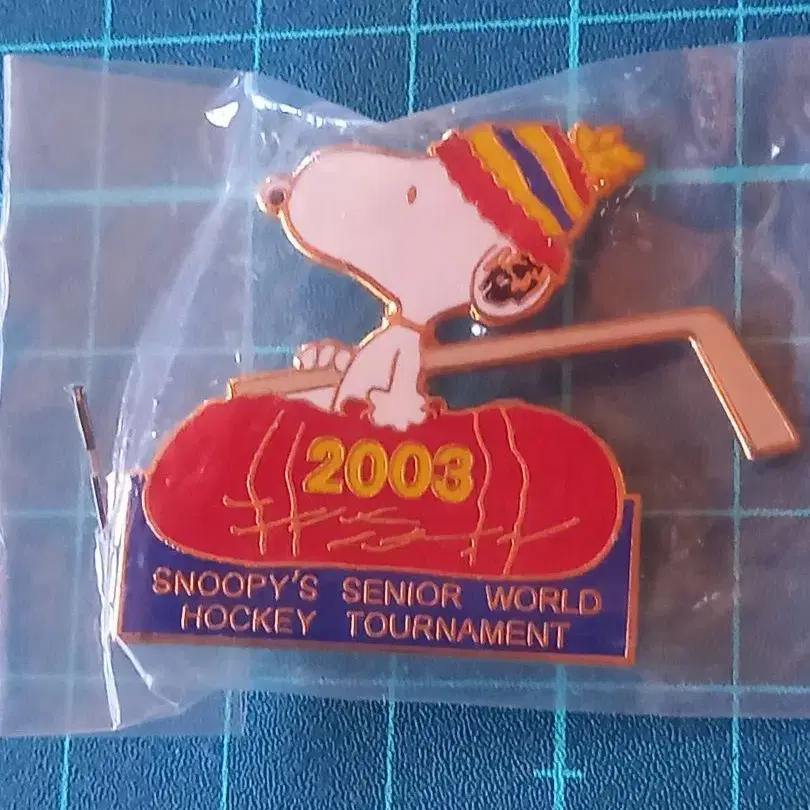 2003
SNOOPY'S SENIOR WORLD
HOCKEY TOURNAMENT